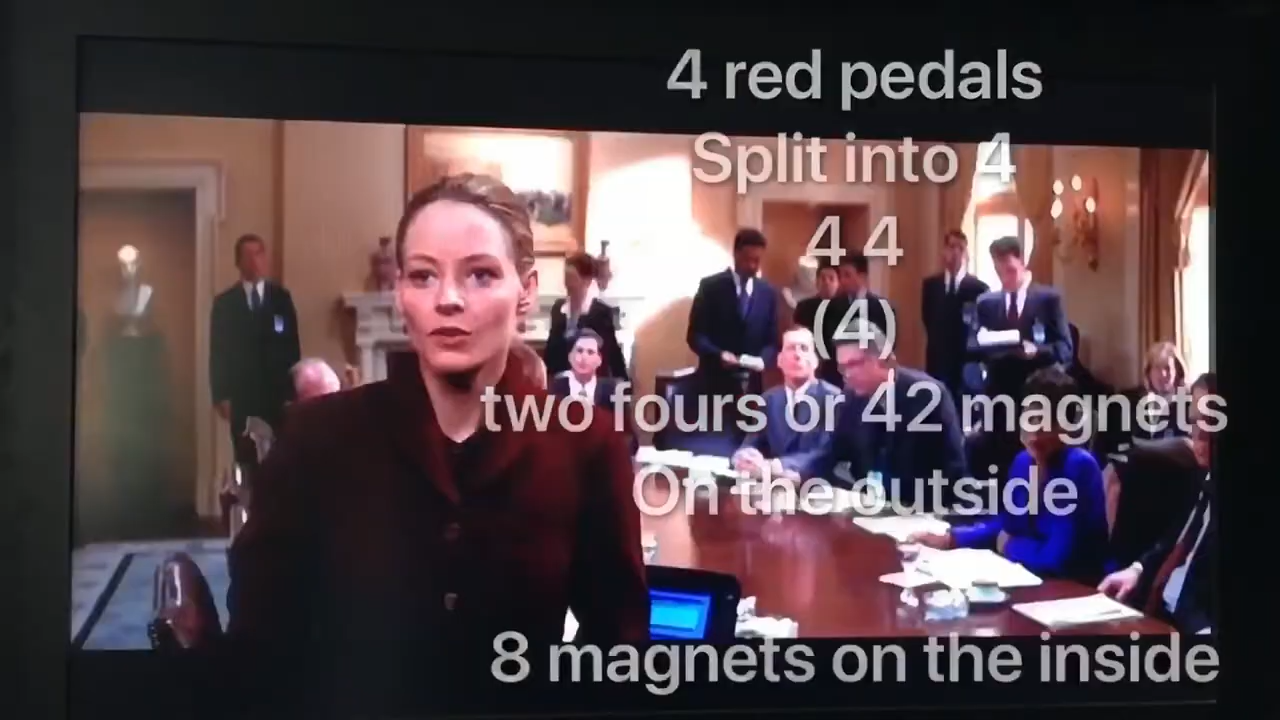 4 red pedals
Split into 4
4 4
(4)
two fours or 42 magnets
On the outside
8 magnets on the inside